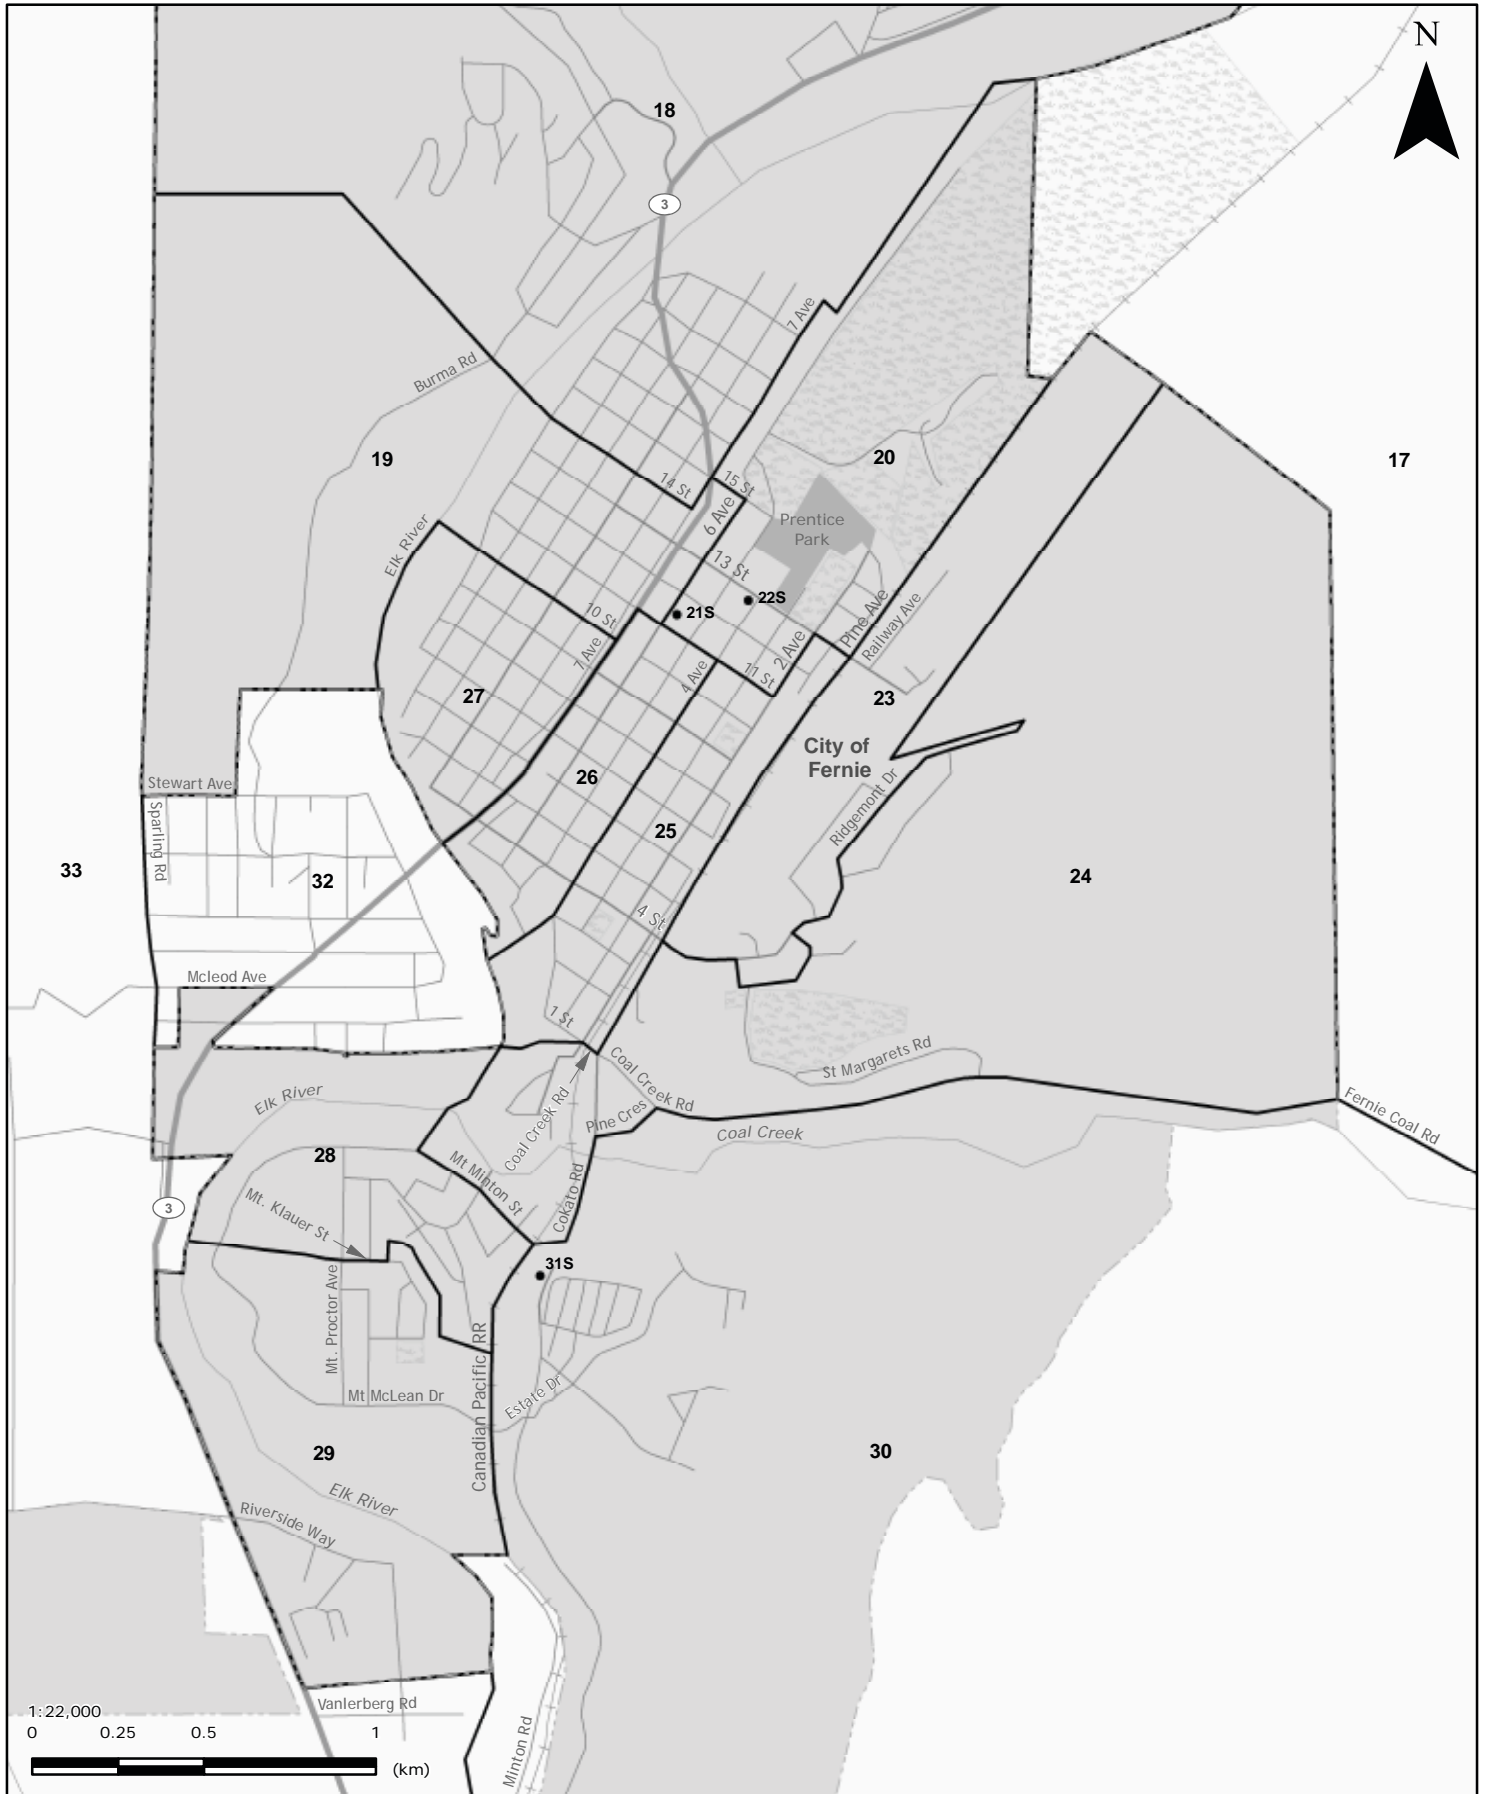 N
18
3
7 Ave
Burma Rd
19
20
17
14 St
15 St
6 Ave
Prentice
Park
Elk River
13 St
22S
21S
10 St
7 Ave
Pine Ave
Railway Ave
2 Ave
11 St
4 Ave
27
23
City of
Fernie
26
Stewart Ave
Sparling Rd
Ridgemont Dr
25
33
32
24
4 St
Mcleod Ave
1 St
Coal Creek Rd
St Margarets Rd
Elk River
Pine Cres
Coal Creek Rd
Coal Creek
Fernie Coal Rd
28
Mt Minton St
Cokato Rd
Mt. Klauer St
3
31S
Mt. Proctor Ave
Canadian Pacific RR
Mt McLean Dr
Estate Dr
29
30
Elk River
Riverside Way
Vanlerberg Rd
Minton Rd
1:22,000
0 0.25 0.5 1
(km)